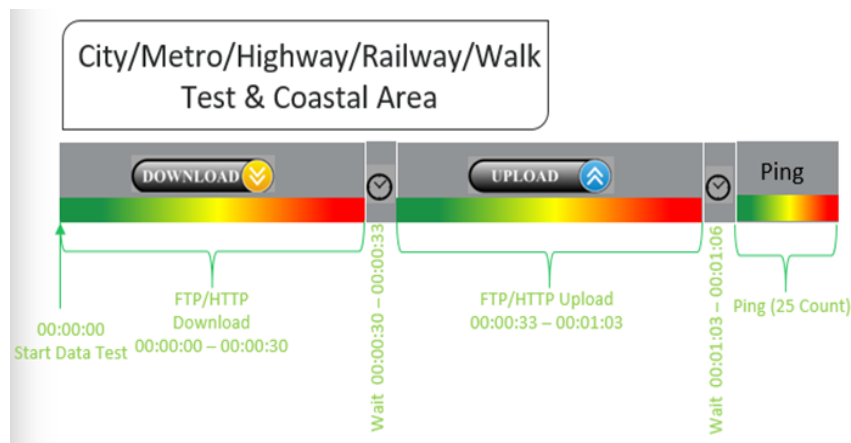 City/Metro/Highway/Railway/Walk
Test & Coastal Area
DOWNLOAD
UPLOAD
Ping
00:00:00
Start Data Test
FTP/HTTP
Download
00:00:00 – 00:00:30
Wait 00:00:30 – 00:00:33
FTP/HTTP Upload
00:00:33 – 00:01:03
Wait 00:01:03 – 00:01:06
Ping (25 Count)